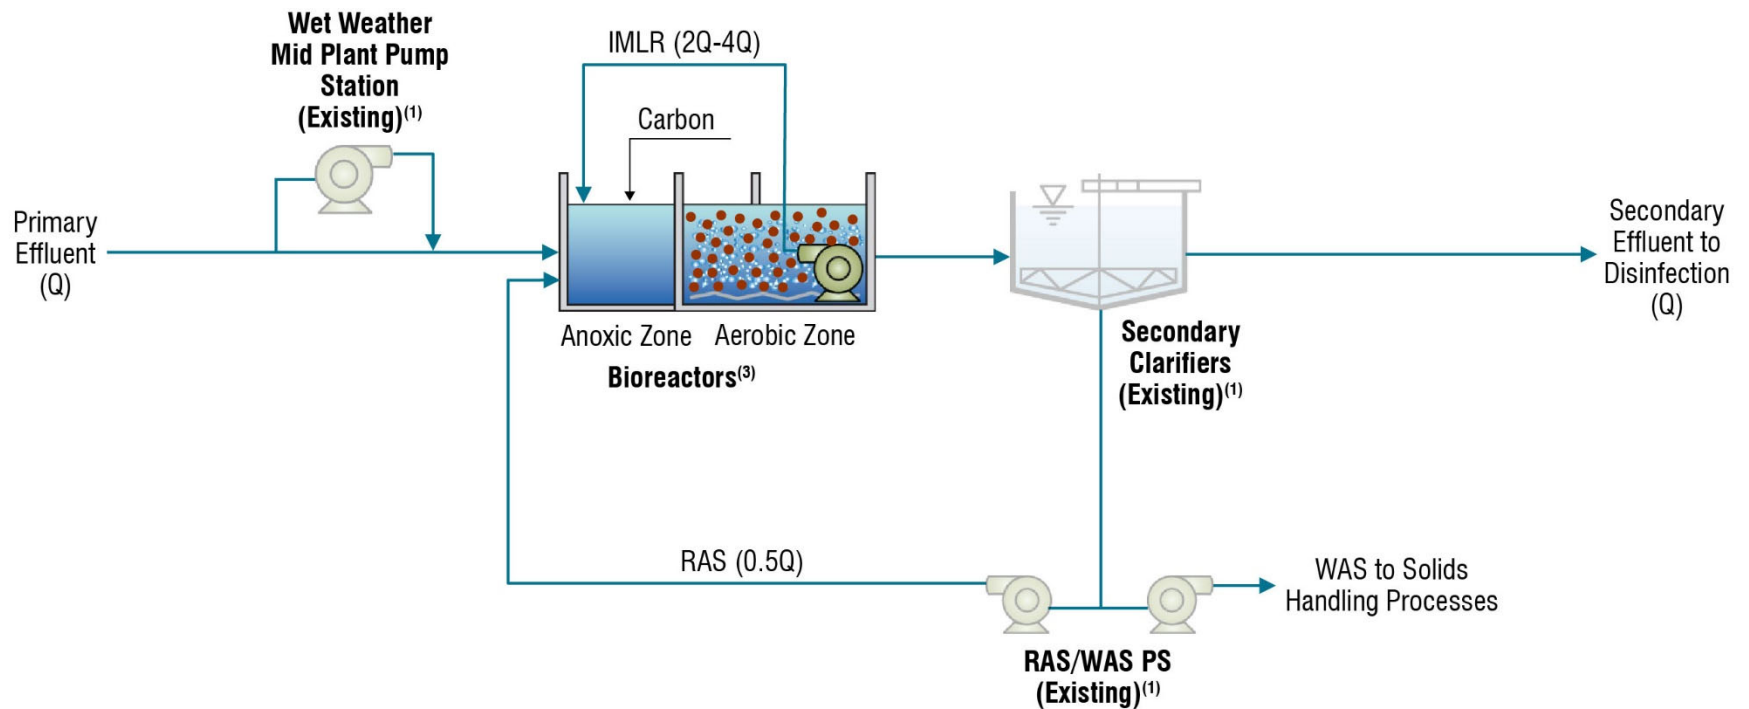 Wet Weather
Mid Plant Pump
Station
(Existing)(1)
IMLR (2Q-4Q)
Carbon
Primary
Effluent
(Q)
Secondary
Effluent to
Disinfection
(Q)
Anoxic Zone
Aerobic Zone
Bioreactors(3)
Secondary
Clarifiers
(Existing)(1)
RAS (0.5Q)
WAS to Solids
Handling Processes
RAS/WAS PS
(Existing)(1)